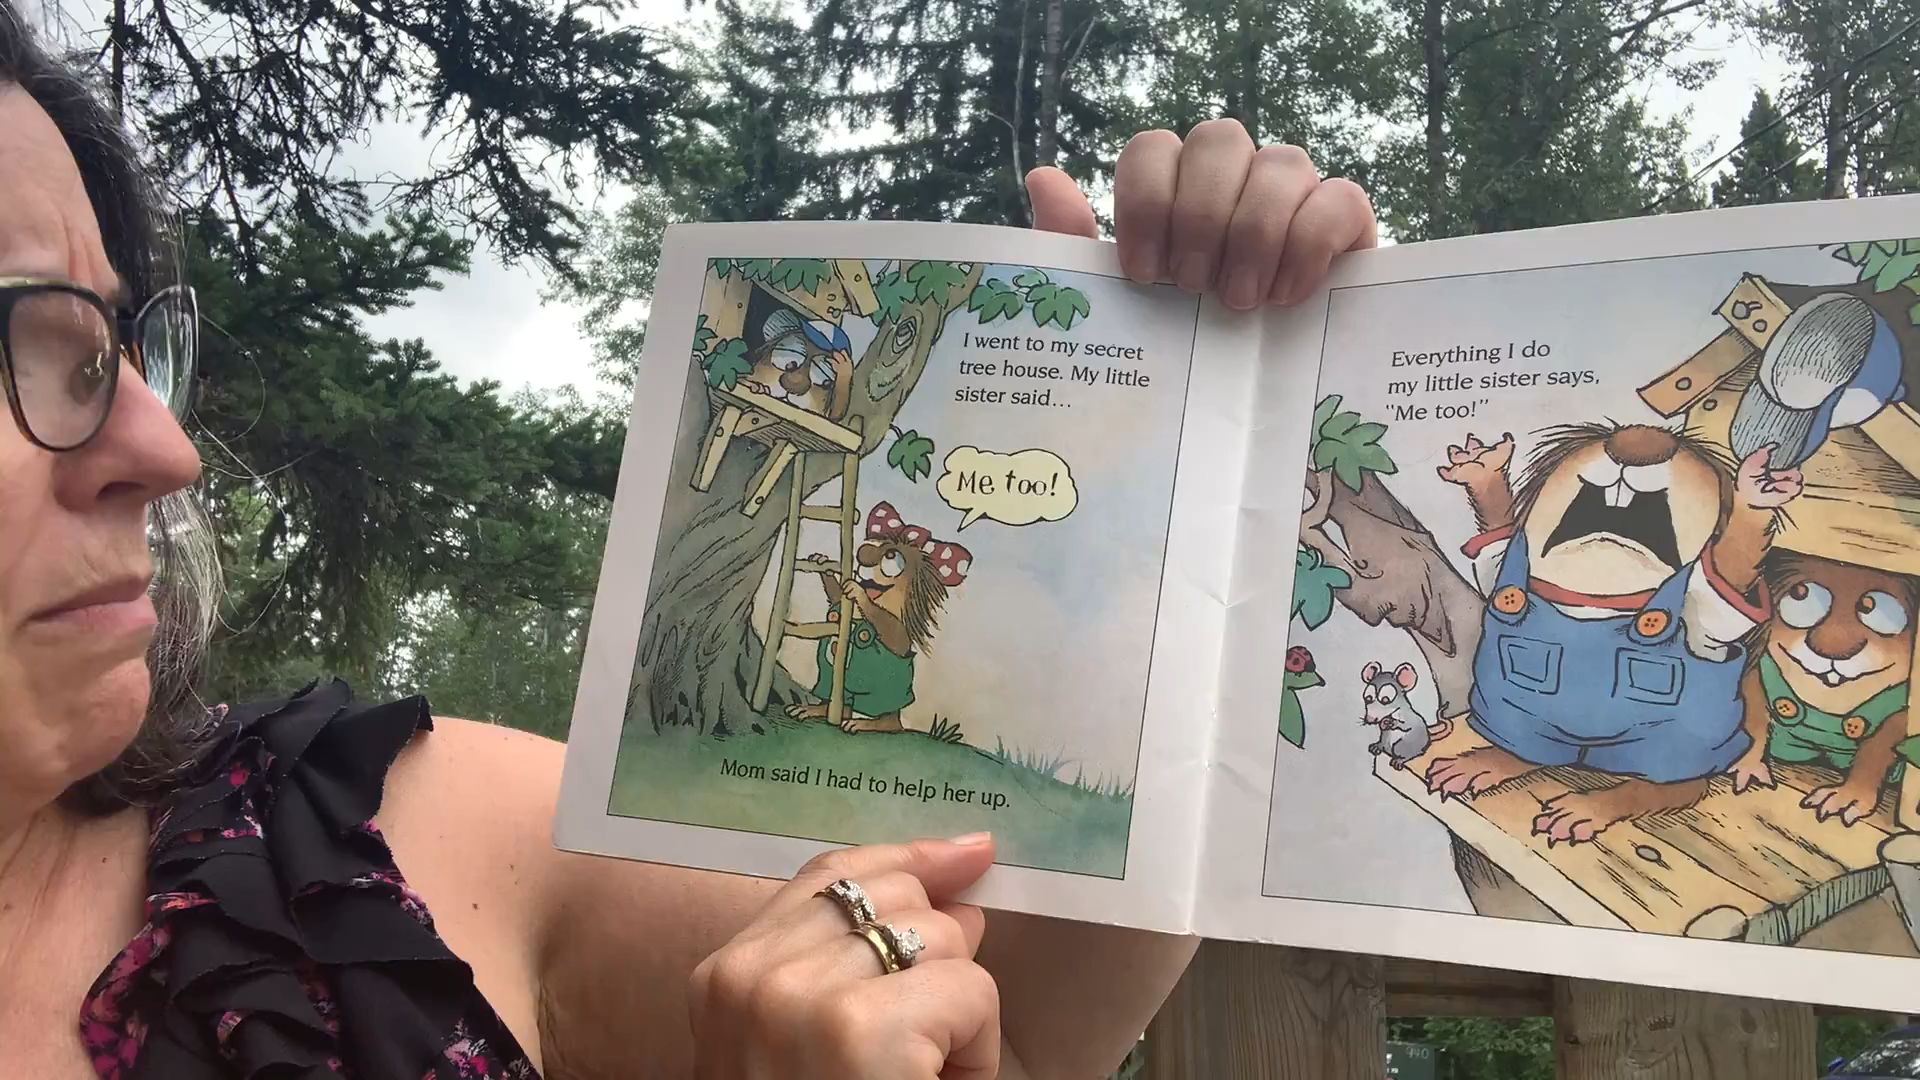 I went to my secret
tree house. My little
sister said...
Me too!
Mom said I had to help her up.
Everything I do
my little sister says,
"Me too!"
940